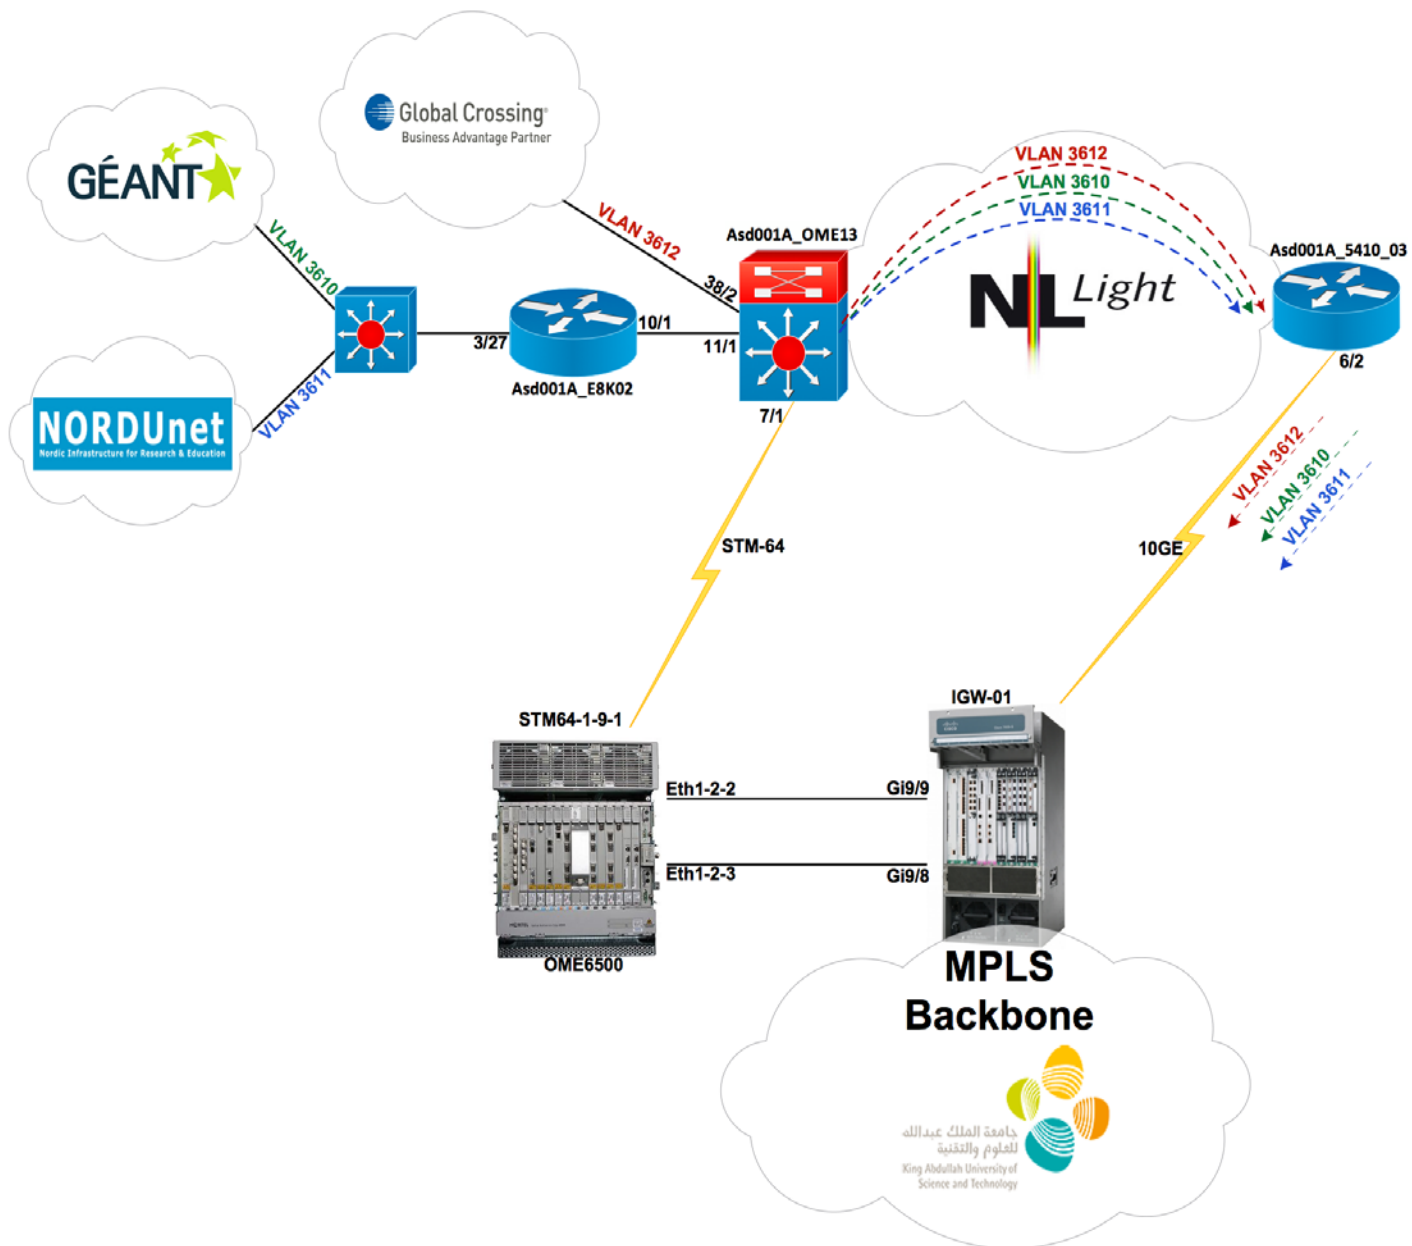 Global Crossing®
Business Advantage Partner
GÉANT
VLAN 3612
VLAN 3610
VLAN 3611
VLAN 3612
VLAN 3610
Asd001A_OME13
Asd001A_5410_03
NL Light
38/2
10/1
3/27
11/1
6/2
Asd001A_E8K02
VLAN 3611
7/1
NORDUnet
Nordic Infrastructure for Research & Education
VLAN 3612
VLAN 3610
VLAN 3611
STM-64
10GE
IGW-01
STM64-1-9-1
Eth1-2-2
Gi9/9
Eth1-2-3
Gi9/8
OME6500
MPLS
Backbone
جامعة الملك عبدالله
للعلوم والتقنية
King Abdullah University of
Science and Technology